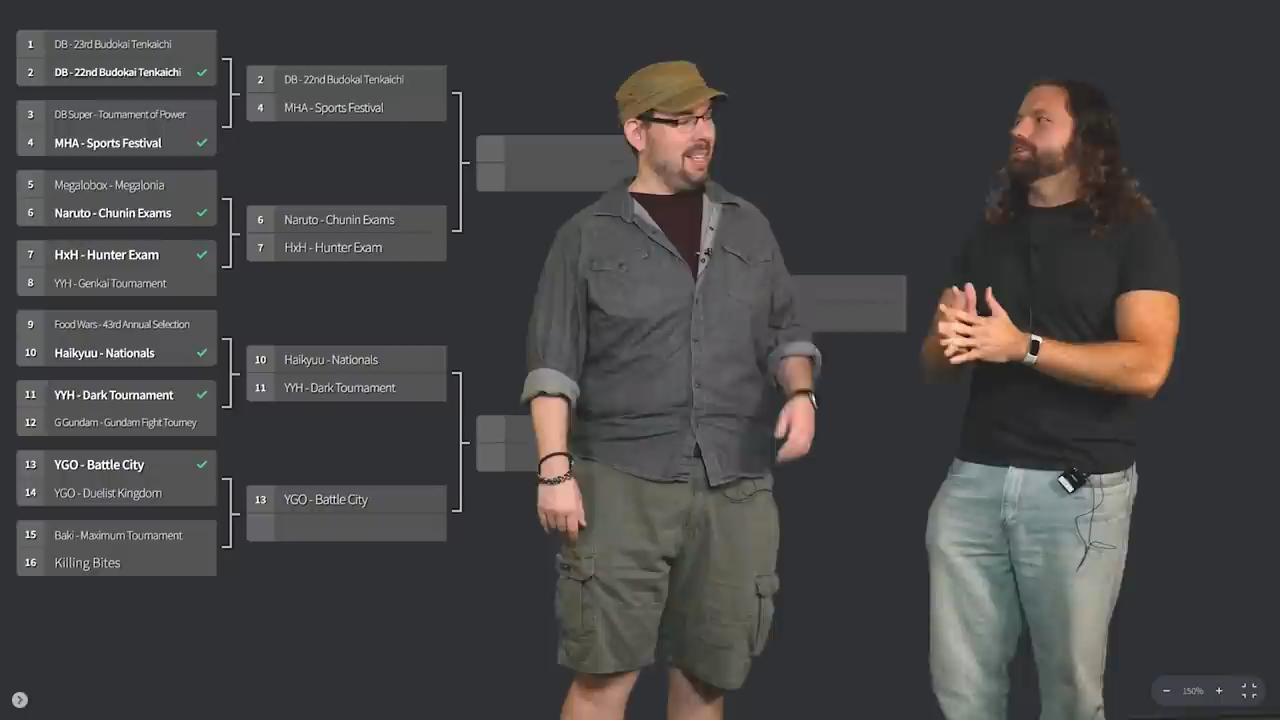 1 DB - 23rd Budokai Tenkaichi
2 DB - 22nd Budokai Tenkaichi
3 DB Super - Tournament of Power
4 MHA - Sports Festival
5 Megalobox - Megalonia
6 Naruto - Chunin Exams
7 HxH - Hunter Exam
8 YYH - Genkai Tournament
9 Food Wars - 43rd Annual Selection
10 Haikyuu - Nationals
11 YYH - Dark Tournament
12 G Gundam - Gundam Fight Tourney
13 YGO - Battle City
14 YGO - Duelist Kingdom
15 Baki - Maximum Tournament
16 Killing Bites
2 DB - 22nd Budokai Tenkaichi
4 MHA - Sports Festival
6 Naruto - Chunin Exams
7 HxH - Hunter Exam
10 Haikyuu - Nationals
11 YYH - Dark Tournament
13 YGO - Battle City
150%